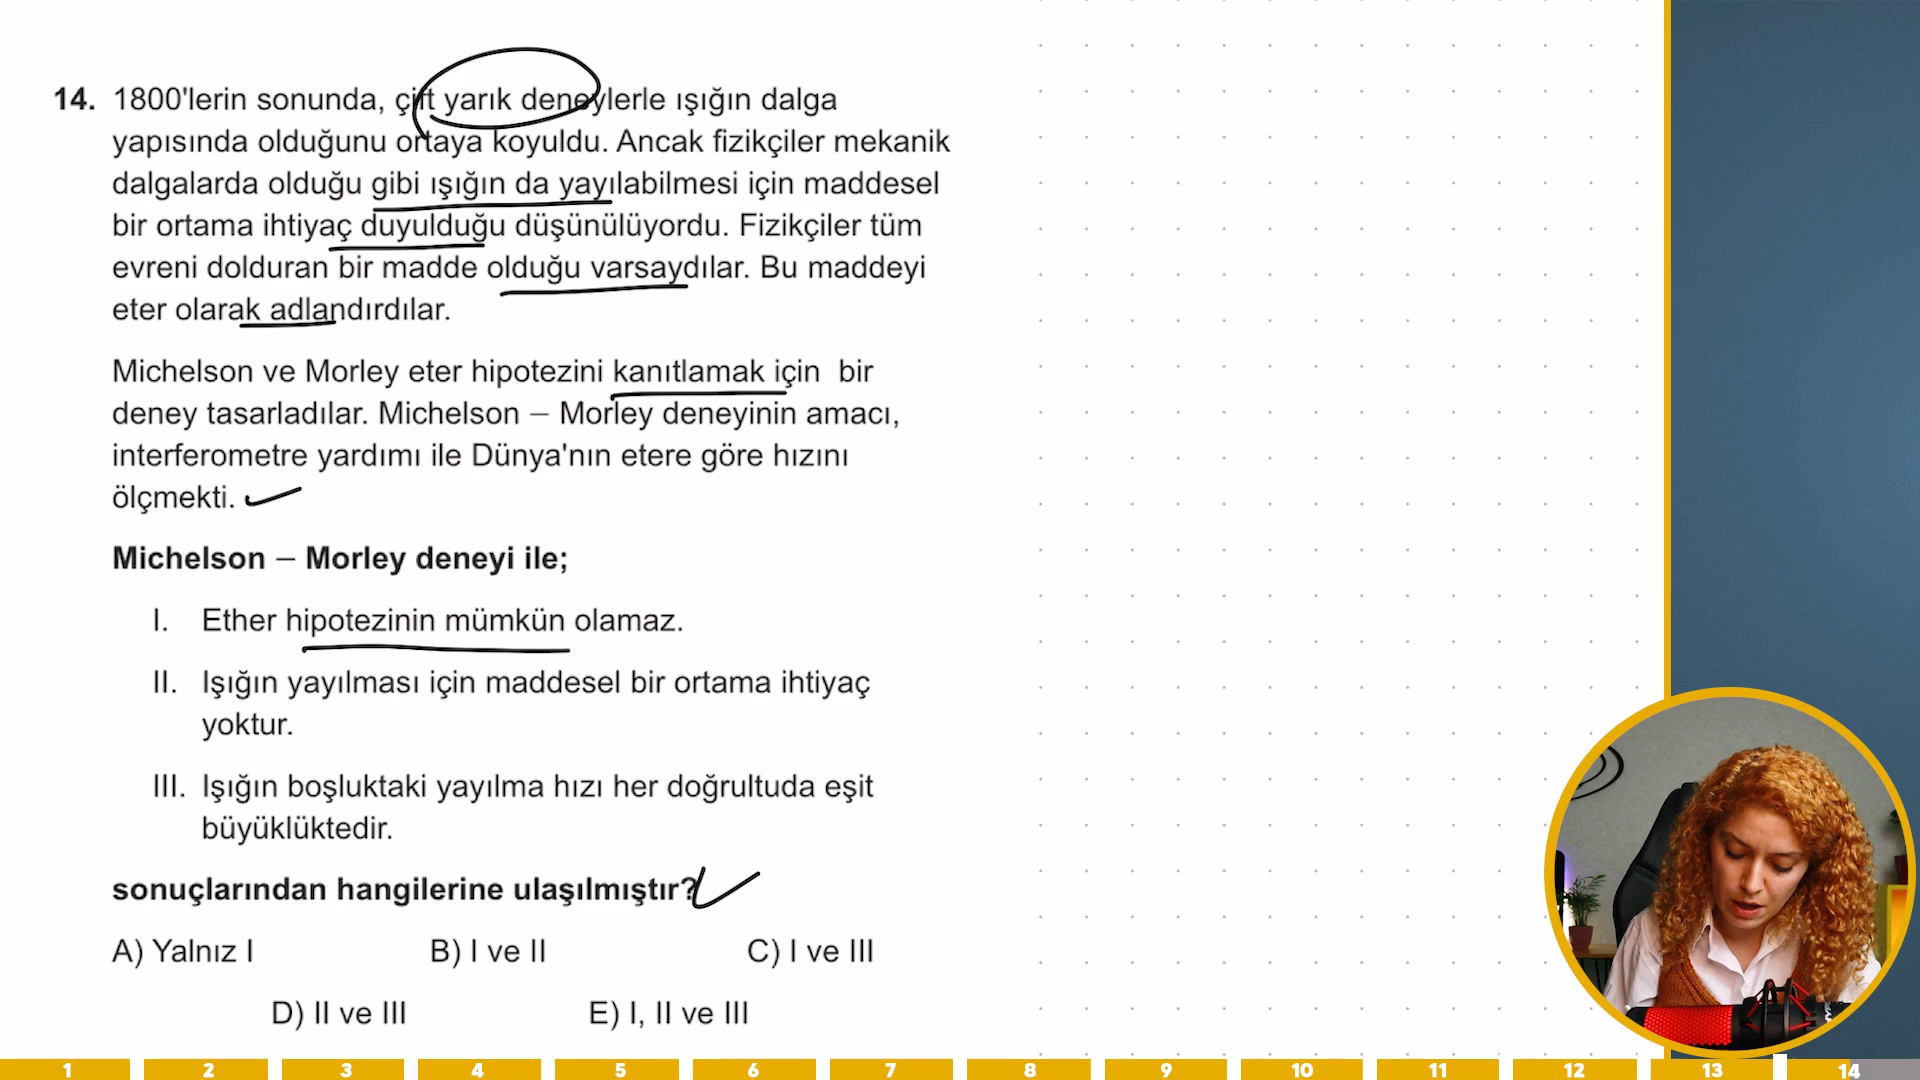 14. 1800'lerin sonunda, çift yarık deneylerle ışığın dalga
yapısında olduğunu ortaya koyuldu. Ancak fizikçiler mekanik
dalgalarda olduğu gibi ışığın da yayılabilmesi için maddesel
bir ortama ihtiyaç duyulduğu düşünülüyordu. Fizikçiler tüm
evreni dolduran bir madde olduğu varsaydılar. Bu maddeyi
eter olarak adlandırdılar.
Michelson ve Morley eter hipotezini kanıtlamak için bir
deney tasarladılar. Michelson – Morley deneyinin amacı,
interferometre yardımı ile Dünya'nın etere göre hızını
ölçmekti.
Michelson – Morley deneyi ile;
I. Ether hipotezinin mümkün olamaz.
II. Işığın yayılması için maddesel bir ortama ihtiyaç
yoktur.
III. Işığın boşluktaki yayılma hızı her doğrultuda eşit
büyüklüktedir.
sonuçlarından hangilerine ulaşılmıştır?
A) Yalnız I B) I ve II C) I ve III
D) II ve III E) I, II ve III
1 2 3 4 5 6 7 8 9 10 11 12 13 14